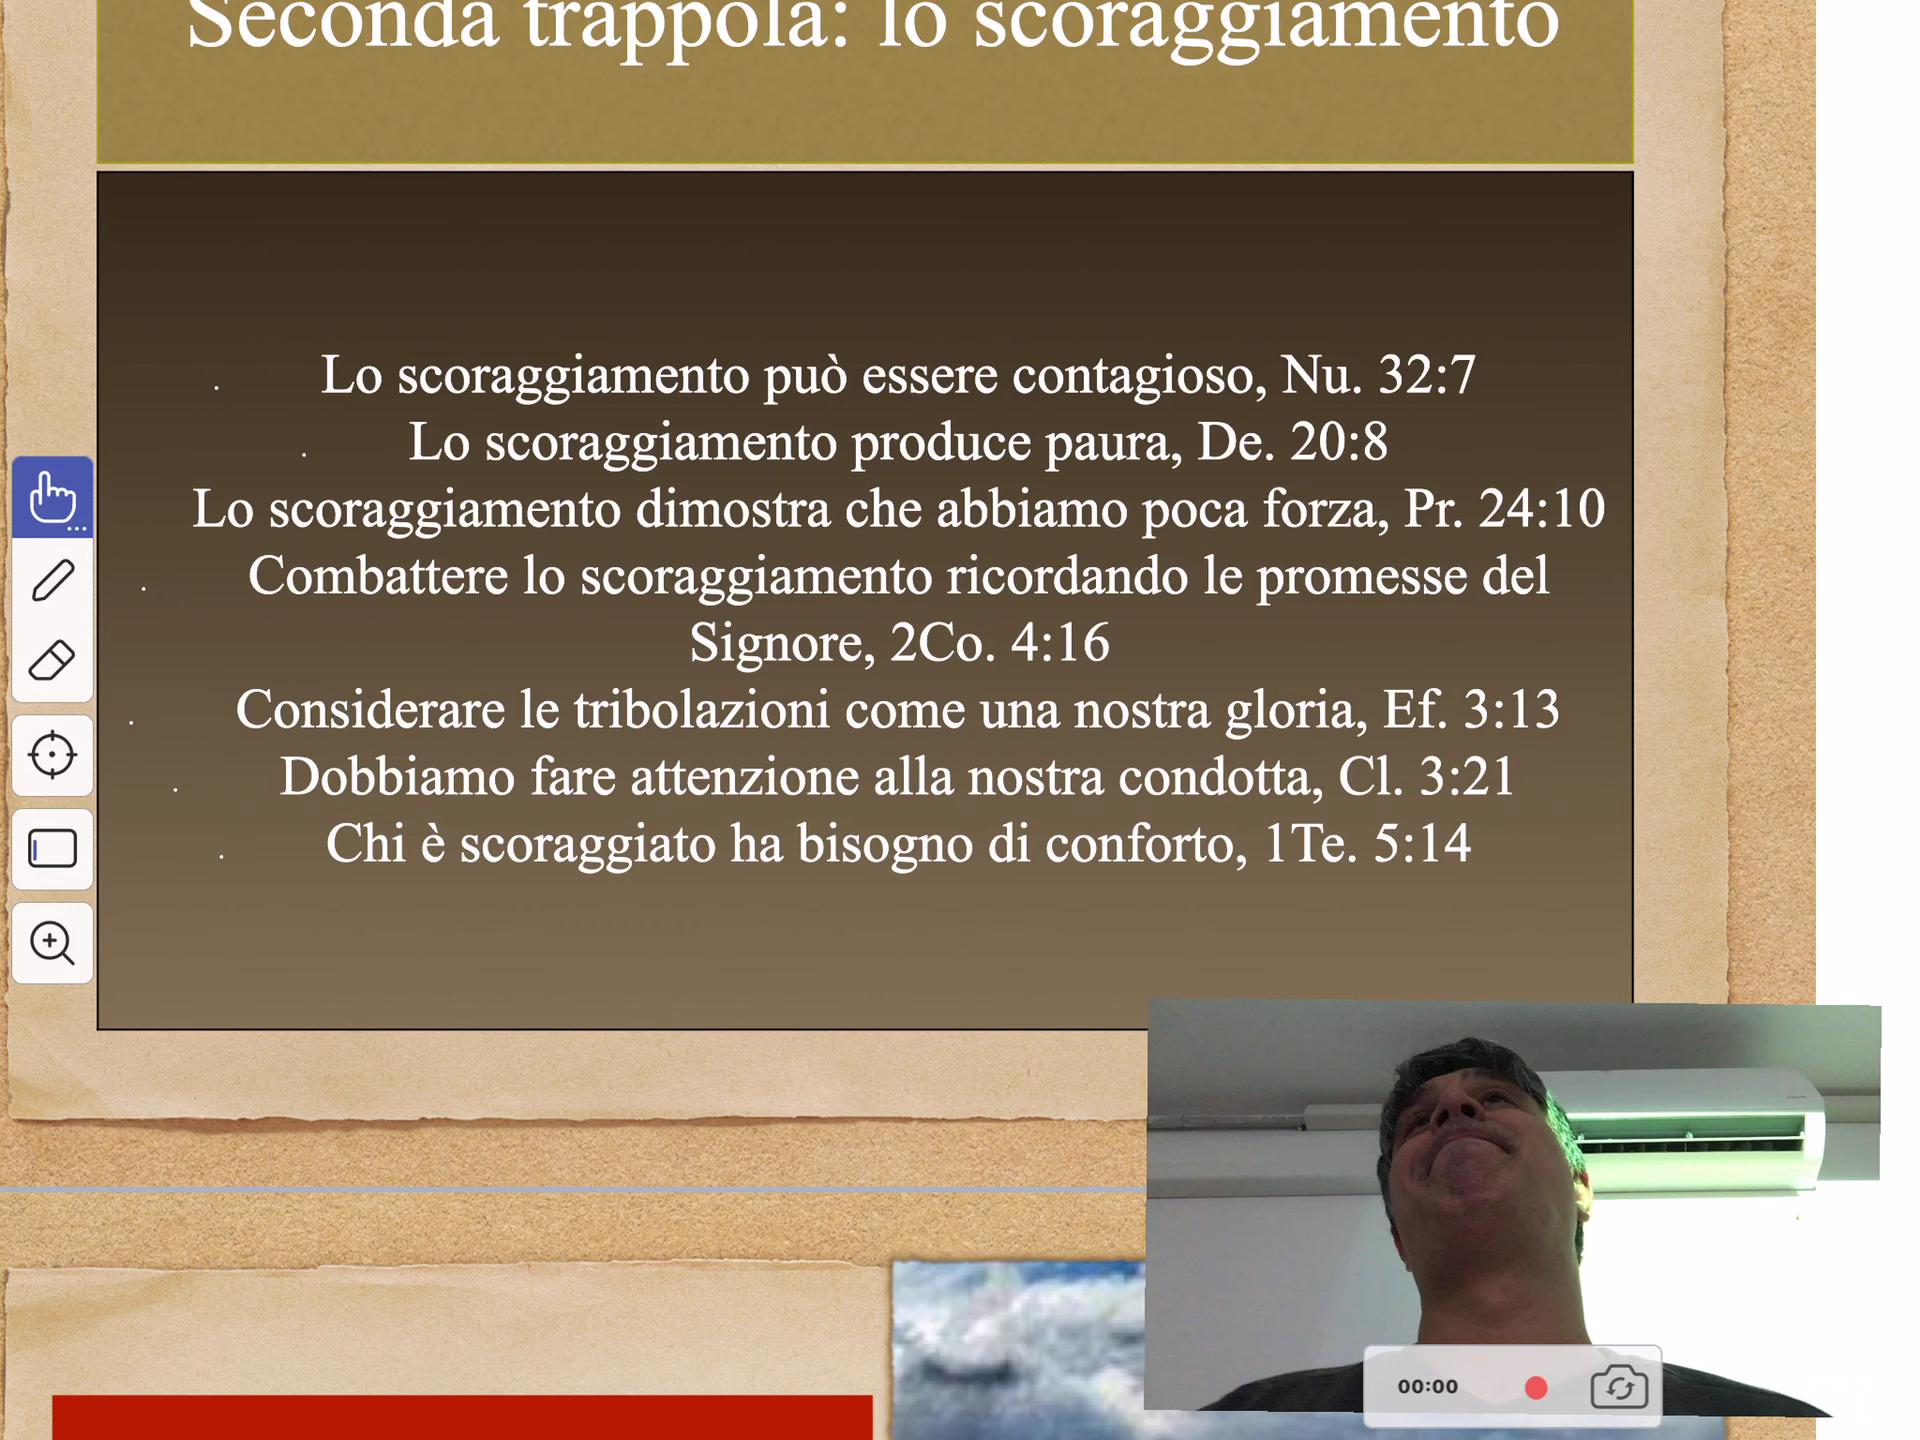 Seconda trappola: lo scoraggiamento
Lo scoraggiamento può essere contagioso, Nu. 32:7
Lo scoraggiamento produce paura, De. 20:8
Lo scoraggiamento dimostra che abbiamo poca forza, Pr. 24:10
Combattere lo scoraggiamento ricordando le promesse del
Signore, 2Co. 4:16
Considerare le tribolazioni come una nostra gloria, Ef. 3:13
Dobbiamo fare attenzione alla nostra condotta, Cl. 3:21
Chi è scoraggiato ha bisogno di conforto, 1Te. 5:14
00:00